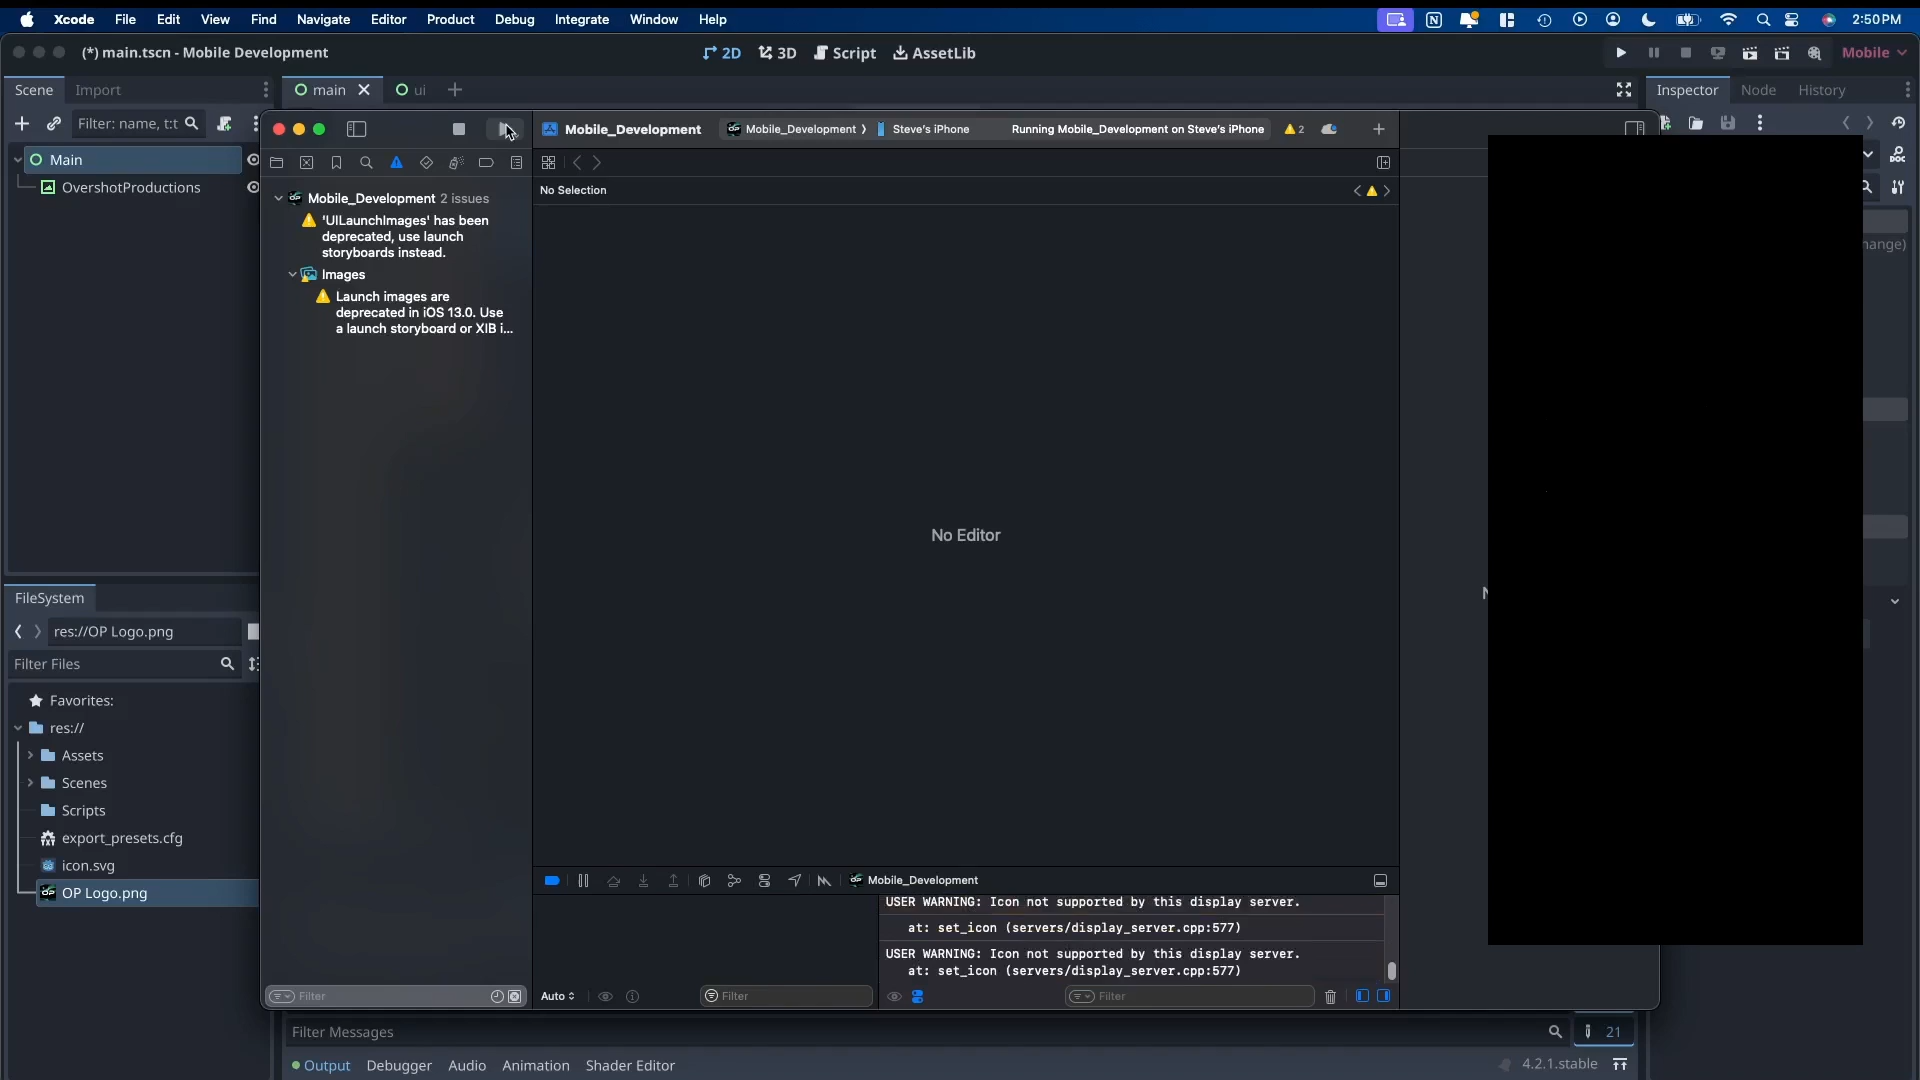 Xcode File Edit View Find Navigate Editor Product Debug Integrate Window Help 2:50 PM
(*) main.tscn - Mobile Development 2D 3D Script AssetLib Mobile
Scene Import main ui Inspector Node History
Filter: name, t:t
Mobile_Development Mobile_Development Steve's iPhone Running Mobile_Development on Steve's iPhone 2
Main
OvershotProductions
No Selection
Mobile_Development 2 issues
'UILaunchImages' has been
deprecated, use launch
storyboards instead.
Images
Launch images are
deprecated in iOS 13.0. Use
a launch storyboard or XIB i...
hange)
No Editor
FileSystem
res://OP Logo.png
Filter Files
Favorites:
res://
Assets
Scenes
Scripts
export_presets.cfg
icon.svg
OP Logo.png
Mobile_Development
USER WARNING: Icon not supported by this display server.
at: set_icon (servers/display_server.cpp:577)
USER WARNING: Icon not supported by this display server.
at: set_icon (servers/display_server.cpp:577)
Filter Auto Filter Filter
Filter Messages 21
Output Debugger Audio Animation Shader Editor 4.2.1.stable